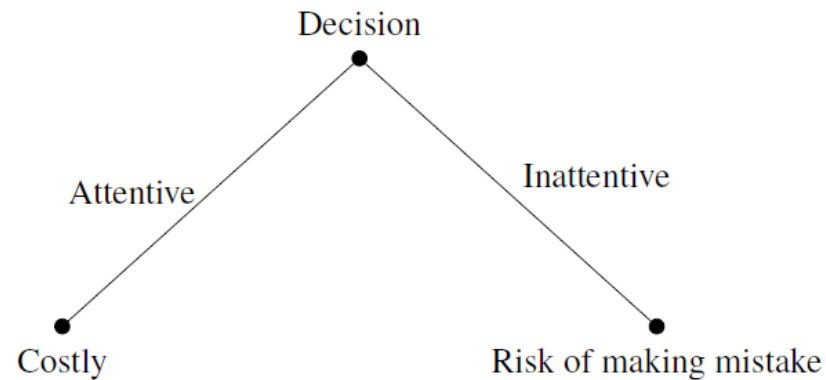 Decision
Attentive
Inattentive
Costly
Risk of making mistake